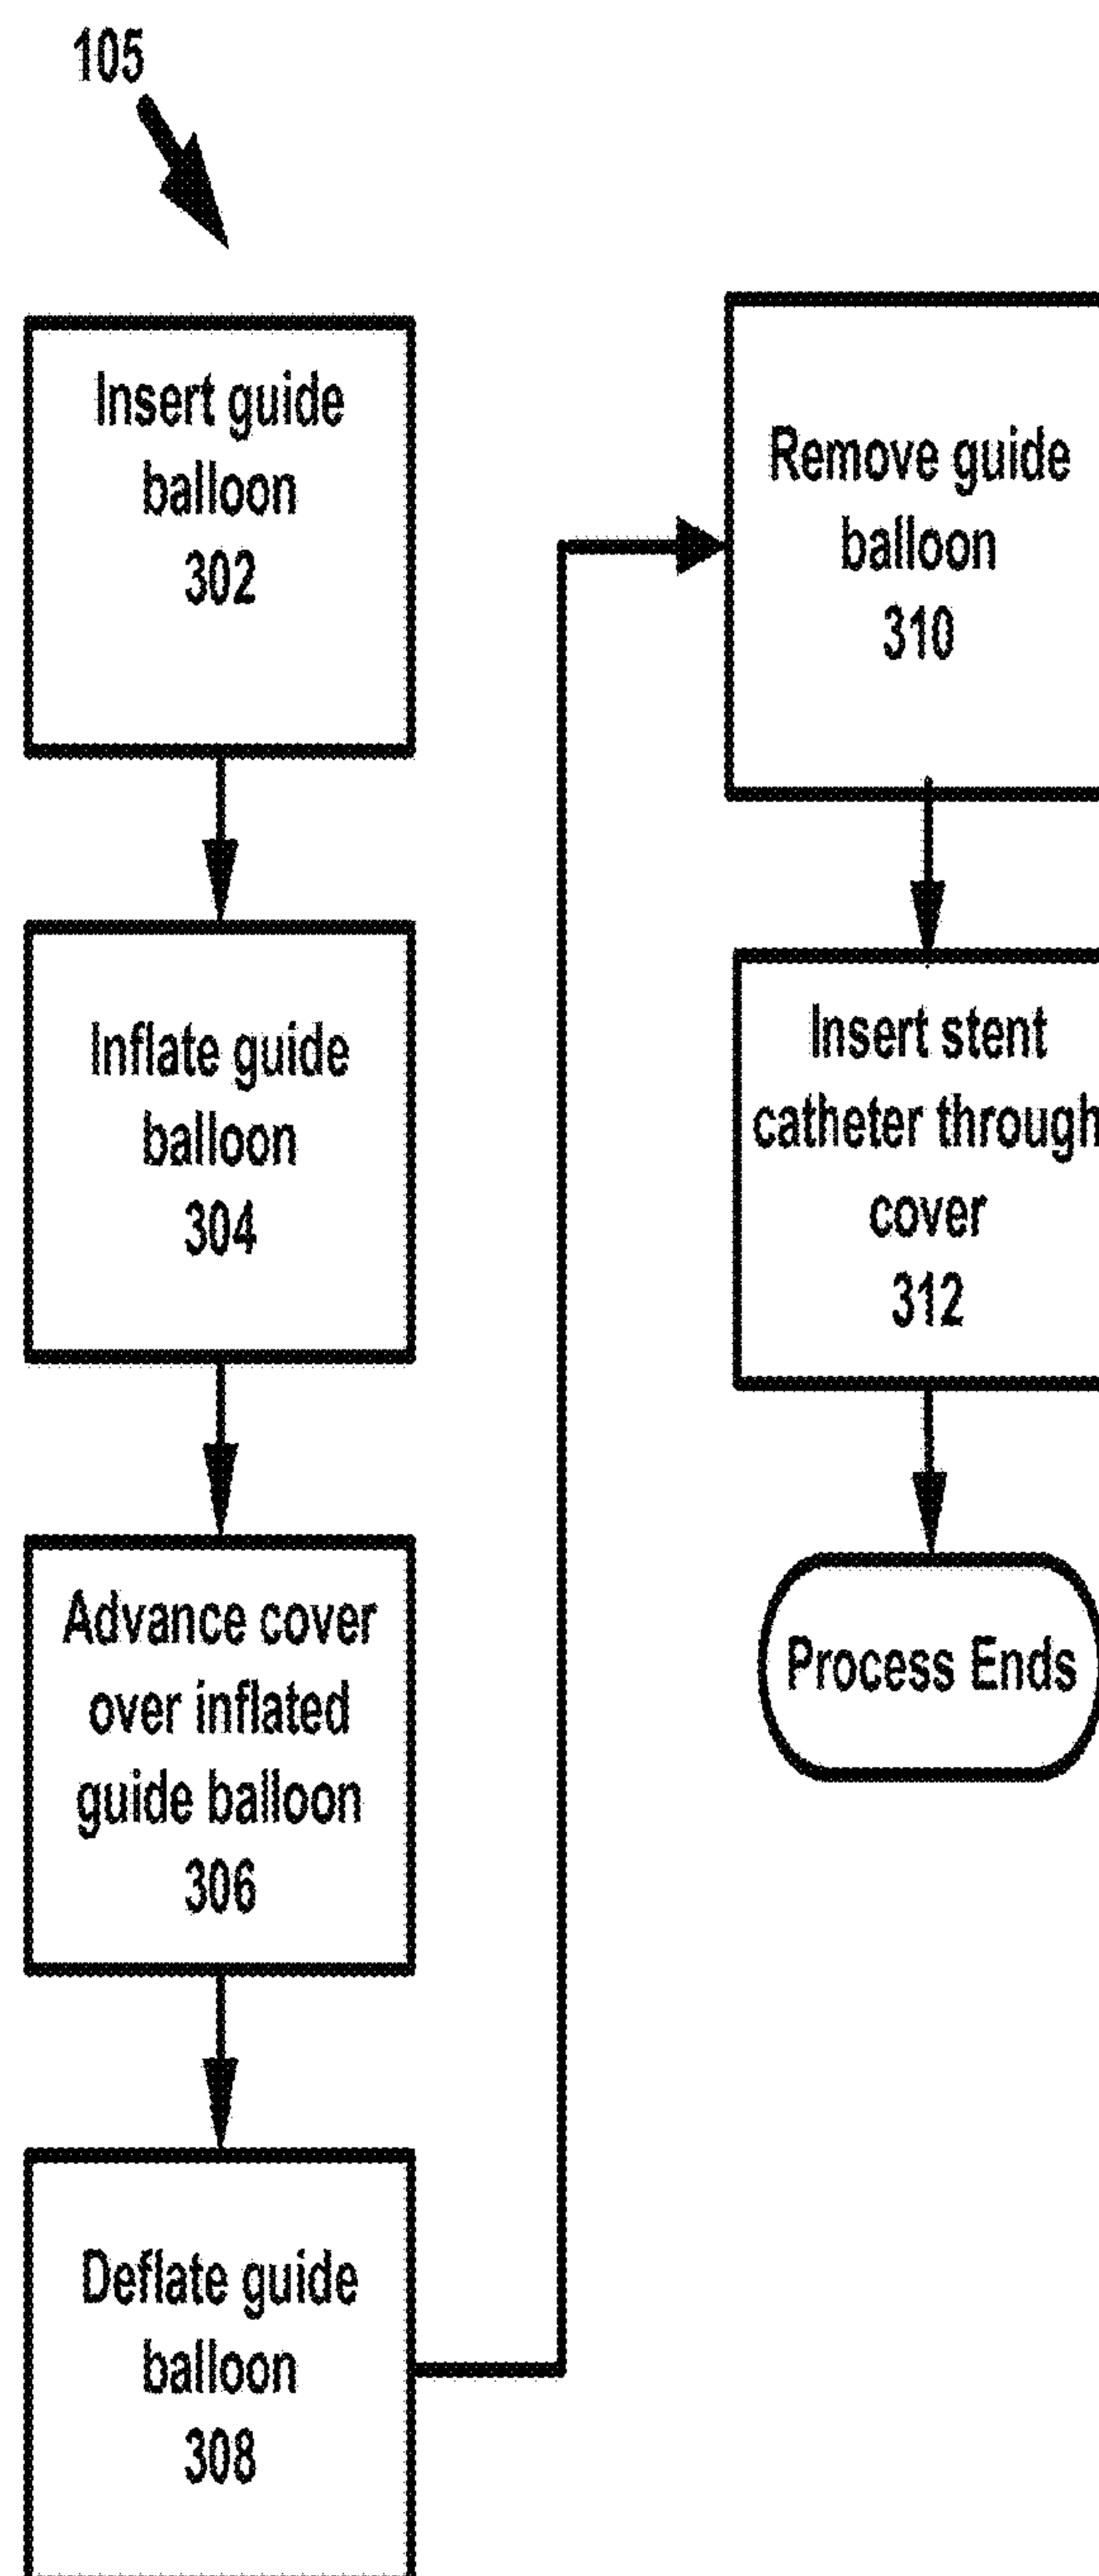 105
Insert guide
balloon
302
Inflate guide
balloon
304
Advance cover
over inflated
guide balloon
306
Deflate guide
balloon
308
Remove guide
balloon
310
Insert stent
catheter through
cover
312
Process Ends